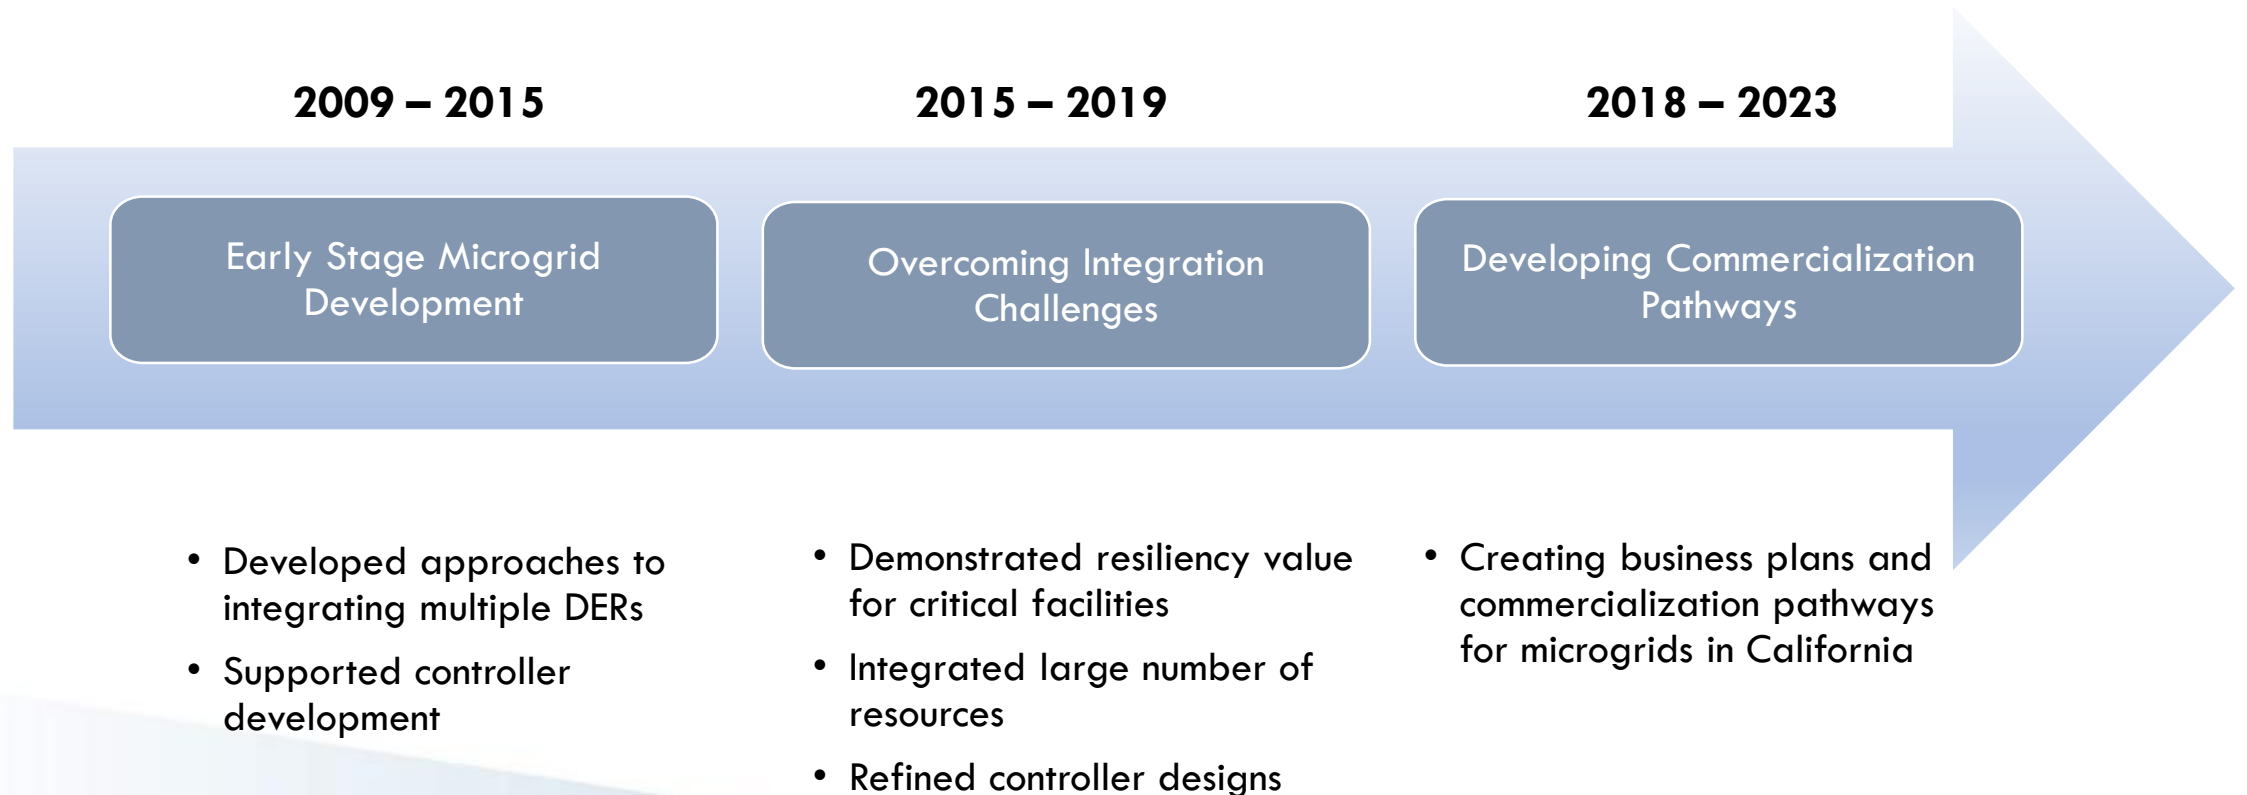 2009 – 2015
2015 – 2019
2018 – 2023
Early Stage Microgrid
Development
Overcoming Integration
Challenges
Developing Commercialization
Pathways
• Developed approaches to
integrating multiple DERs
• Supported controller
development
• Demonstrated resiliency value
for critical facilities
• Integrated large number of
resources
• Refined controller designs
• Creating business plans and
commercialization pathways
for microgrids in California